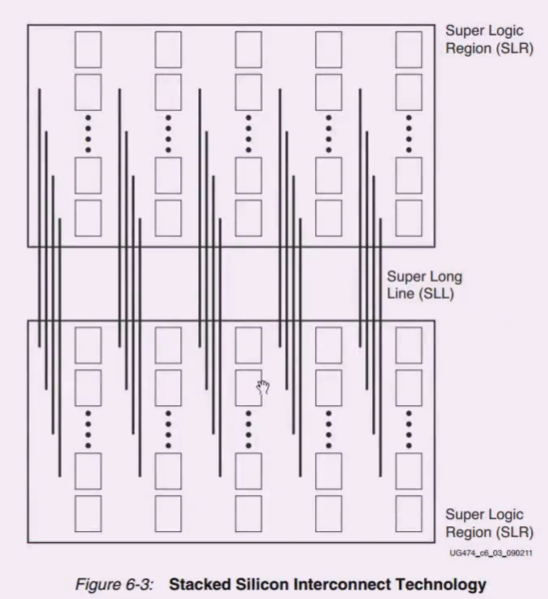 Super Logic
Region (SLR)
Super Long
Line (SLL)
Super Logic
Region (SLR)
UG474_c6_03_090211
Figure 6-3: Stacked Silicon Interconnect Technology